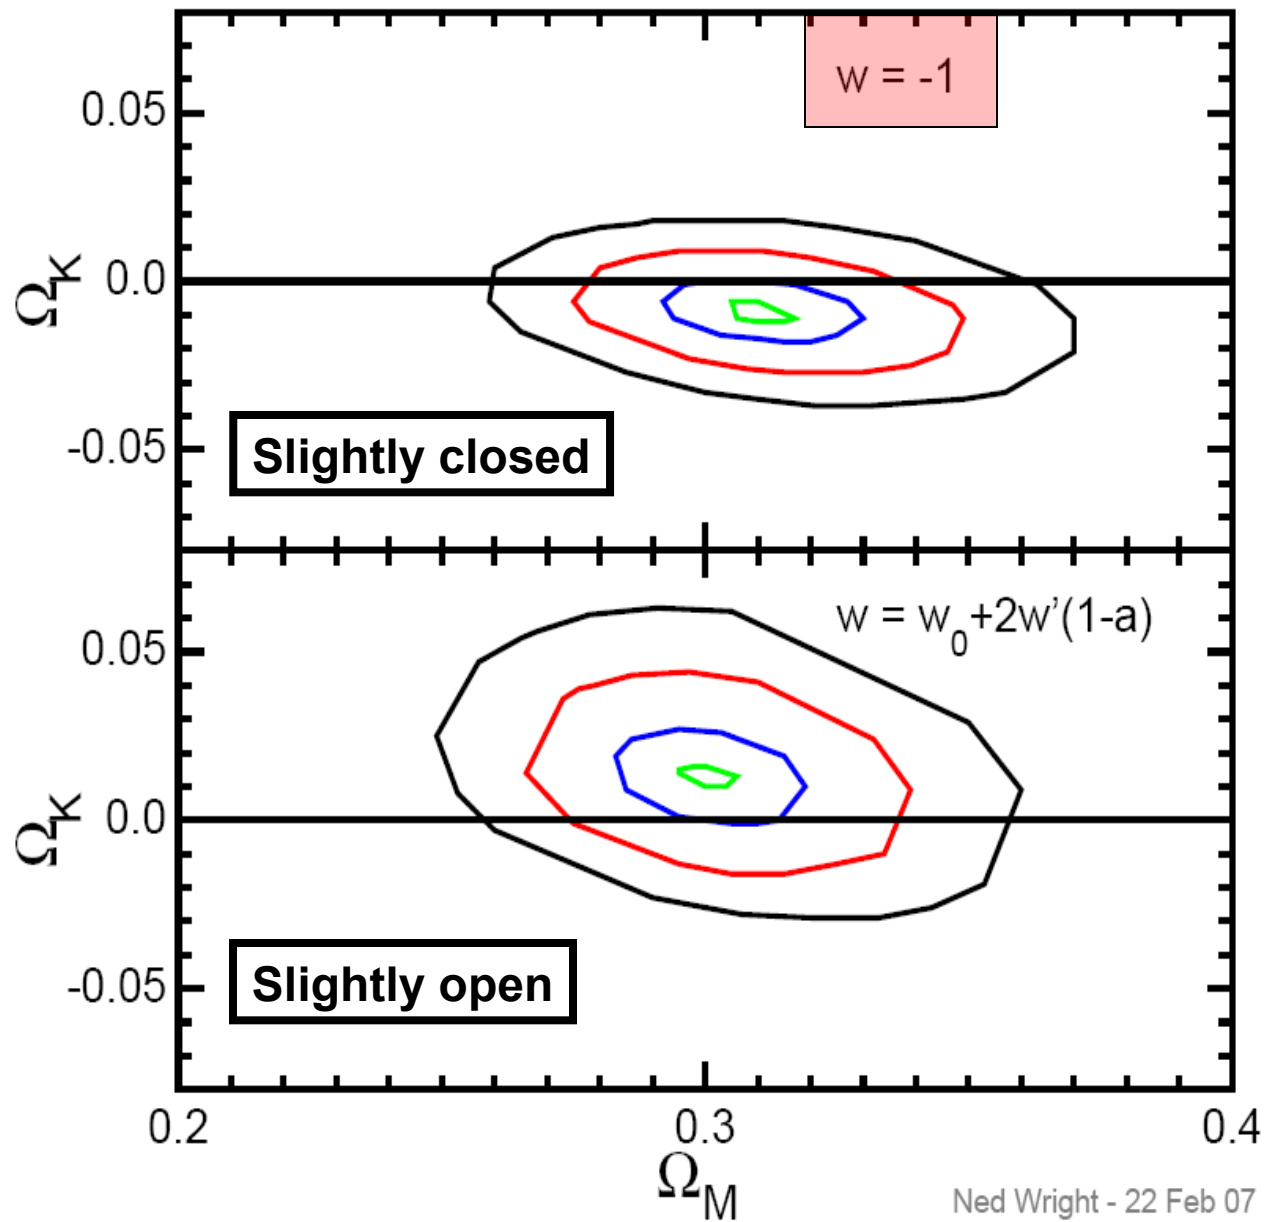 w = -1
0.05
0.0
Ω_K
-0.05
Slightly closed
w = w₀+2w'(1-a)
0.05
0.0
Ω_K
-0.05
Slightly open
0.2 0.3 0.4
Ω_M
Ned Wright - 22 Feb 07